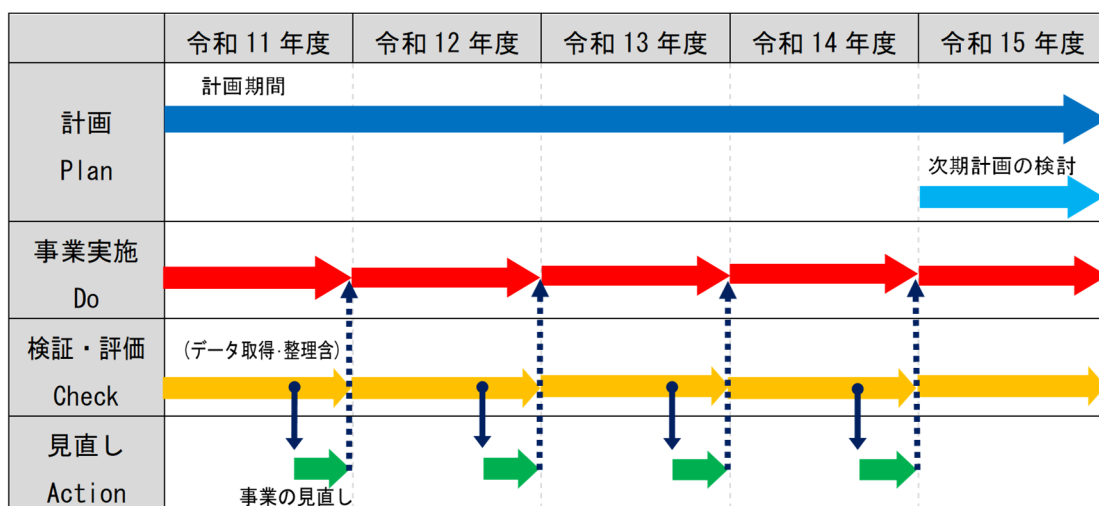 令和 11 年度 令和 12 年度 令和 13 年度 令和 14 年度 令和 15 年度
計画期間
計画
Plan
次期計画の検討
事業実施
Do
検証・評価
(データ取得・整理含)
Check
見直し
Action
事業の見直し